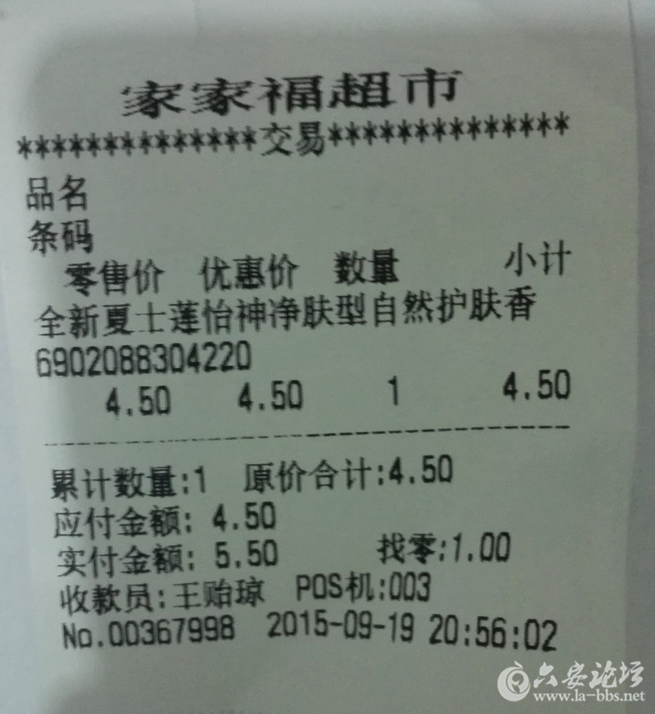 家家福超市
**************交易**************
品名
条码
零售价 优惠价 数量 小计
全新夏士莲怡神净肤型自然护肤香
6902088304220
4.50 4.50 1 4.50
--------------------------------
累计数量:1 原价合计:4.50
应付金额: 4.50
实付金额: 5.50 找零:1.00
收款员:王贻琼 POS机:003
No.00367998 2015-09-19 20:56:02
六安论坛
www.la-bbs.net